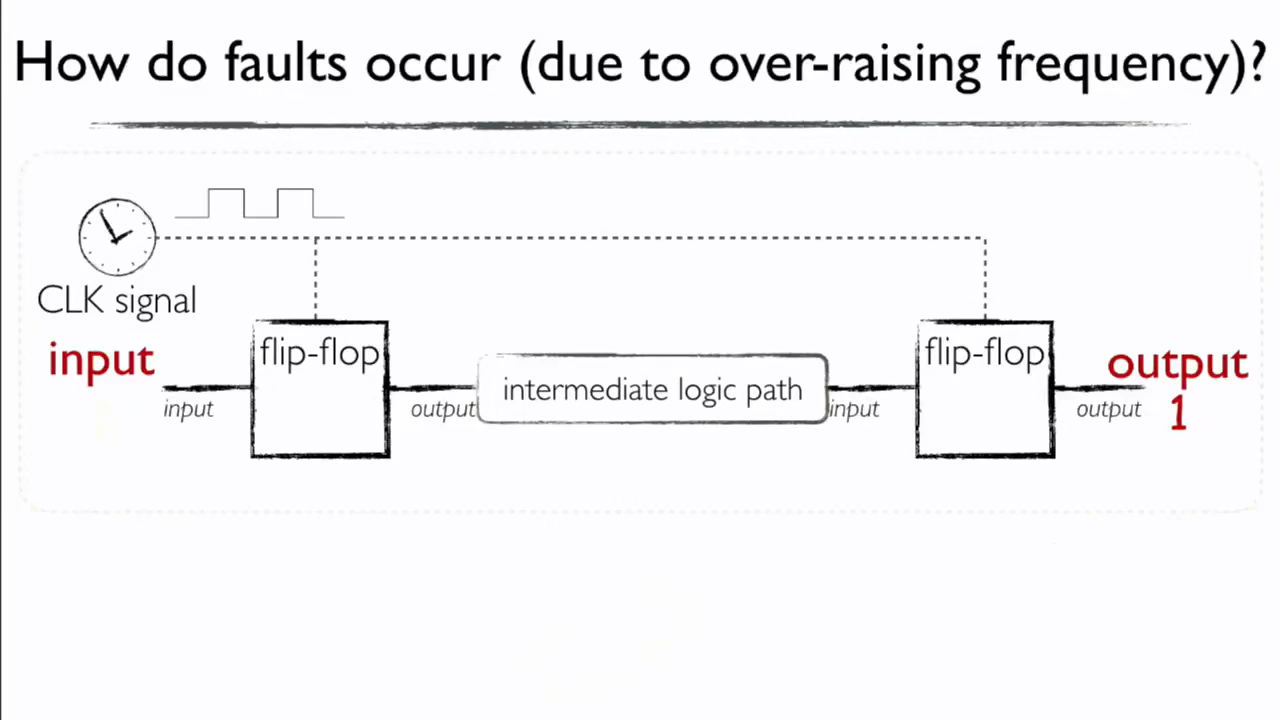 How do faults occur (due to over-raising frequency)?
CLK signal
input
flip-flop
flip-flop
output
input
output
intermediate logic path
input
output
1